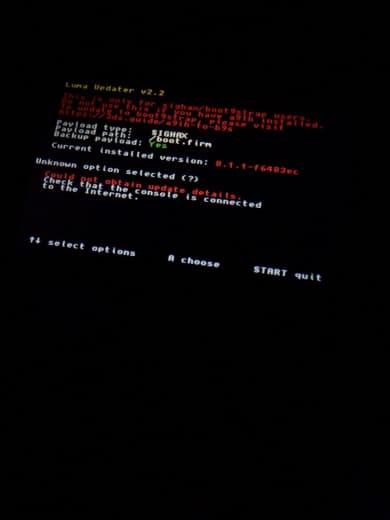 Luma Updater v2.2
This is only for sighax/boot9strap users.
Do not use this if you have a9lh installed.
To update to boot9strap, please visit
https://3ds.guide/a9lh-to-b9s
Payload type: SIGHAX
Payload path: /boot.firm
Backup payload: Yes
Current installed version: 8.1.1-f6483ec
Unknown option selected (?)
Could not obtain update details.
Check that the console is connected
to the Internet.
↑↓ select options A choose START quit